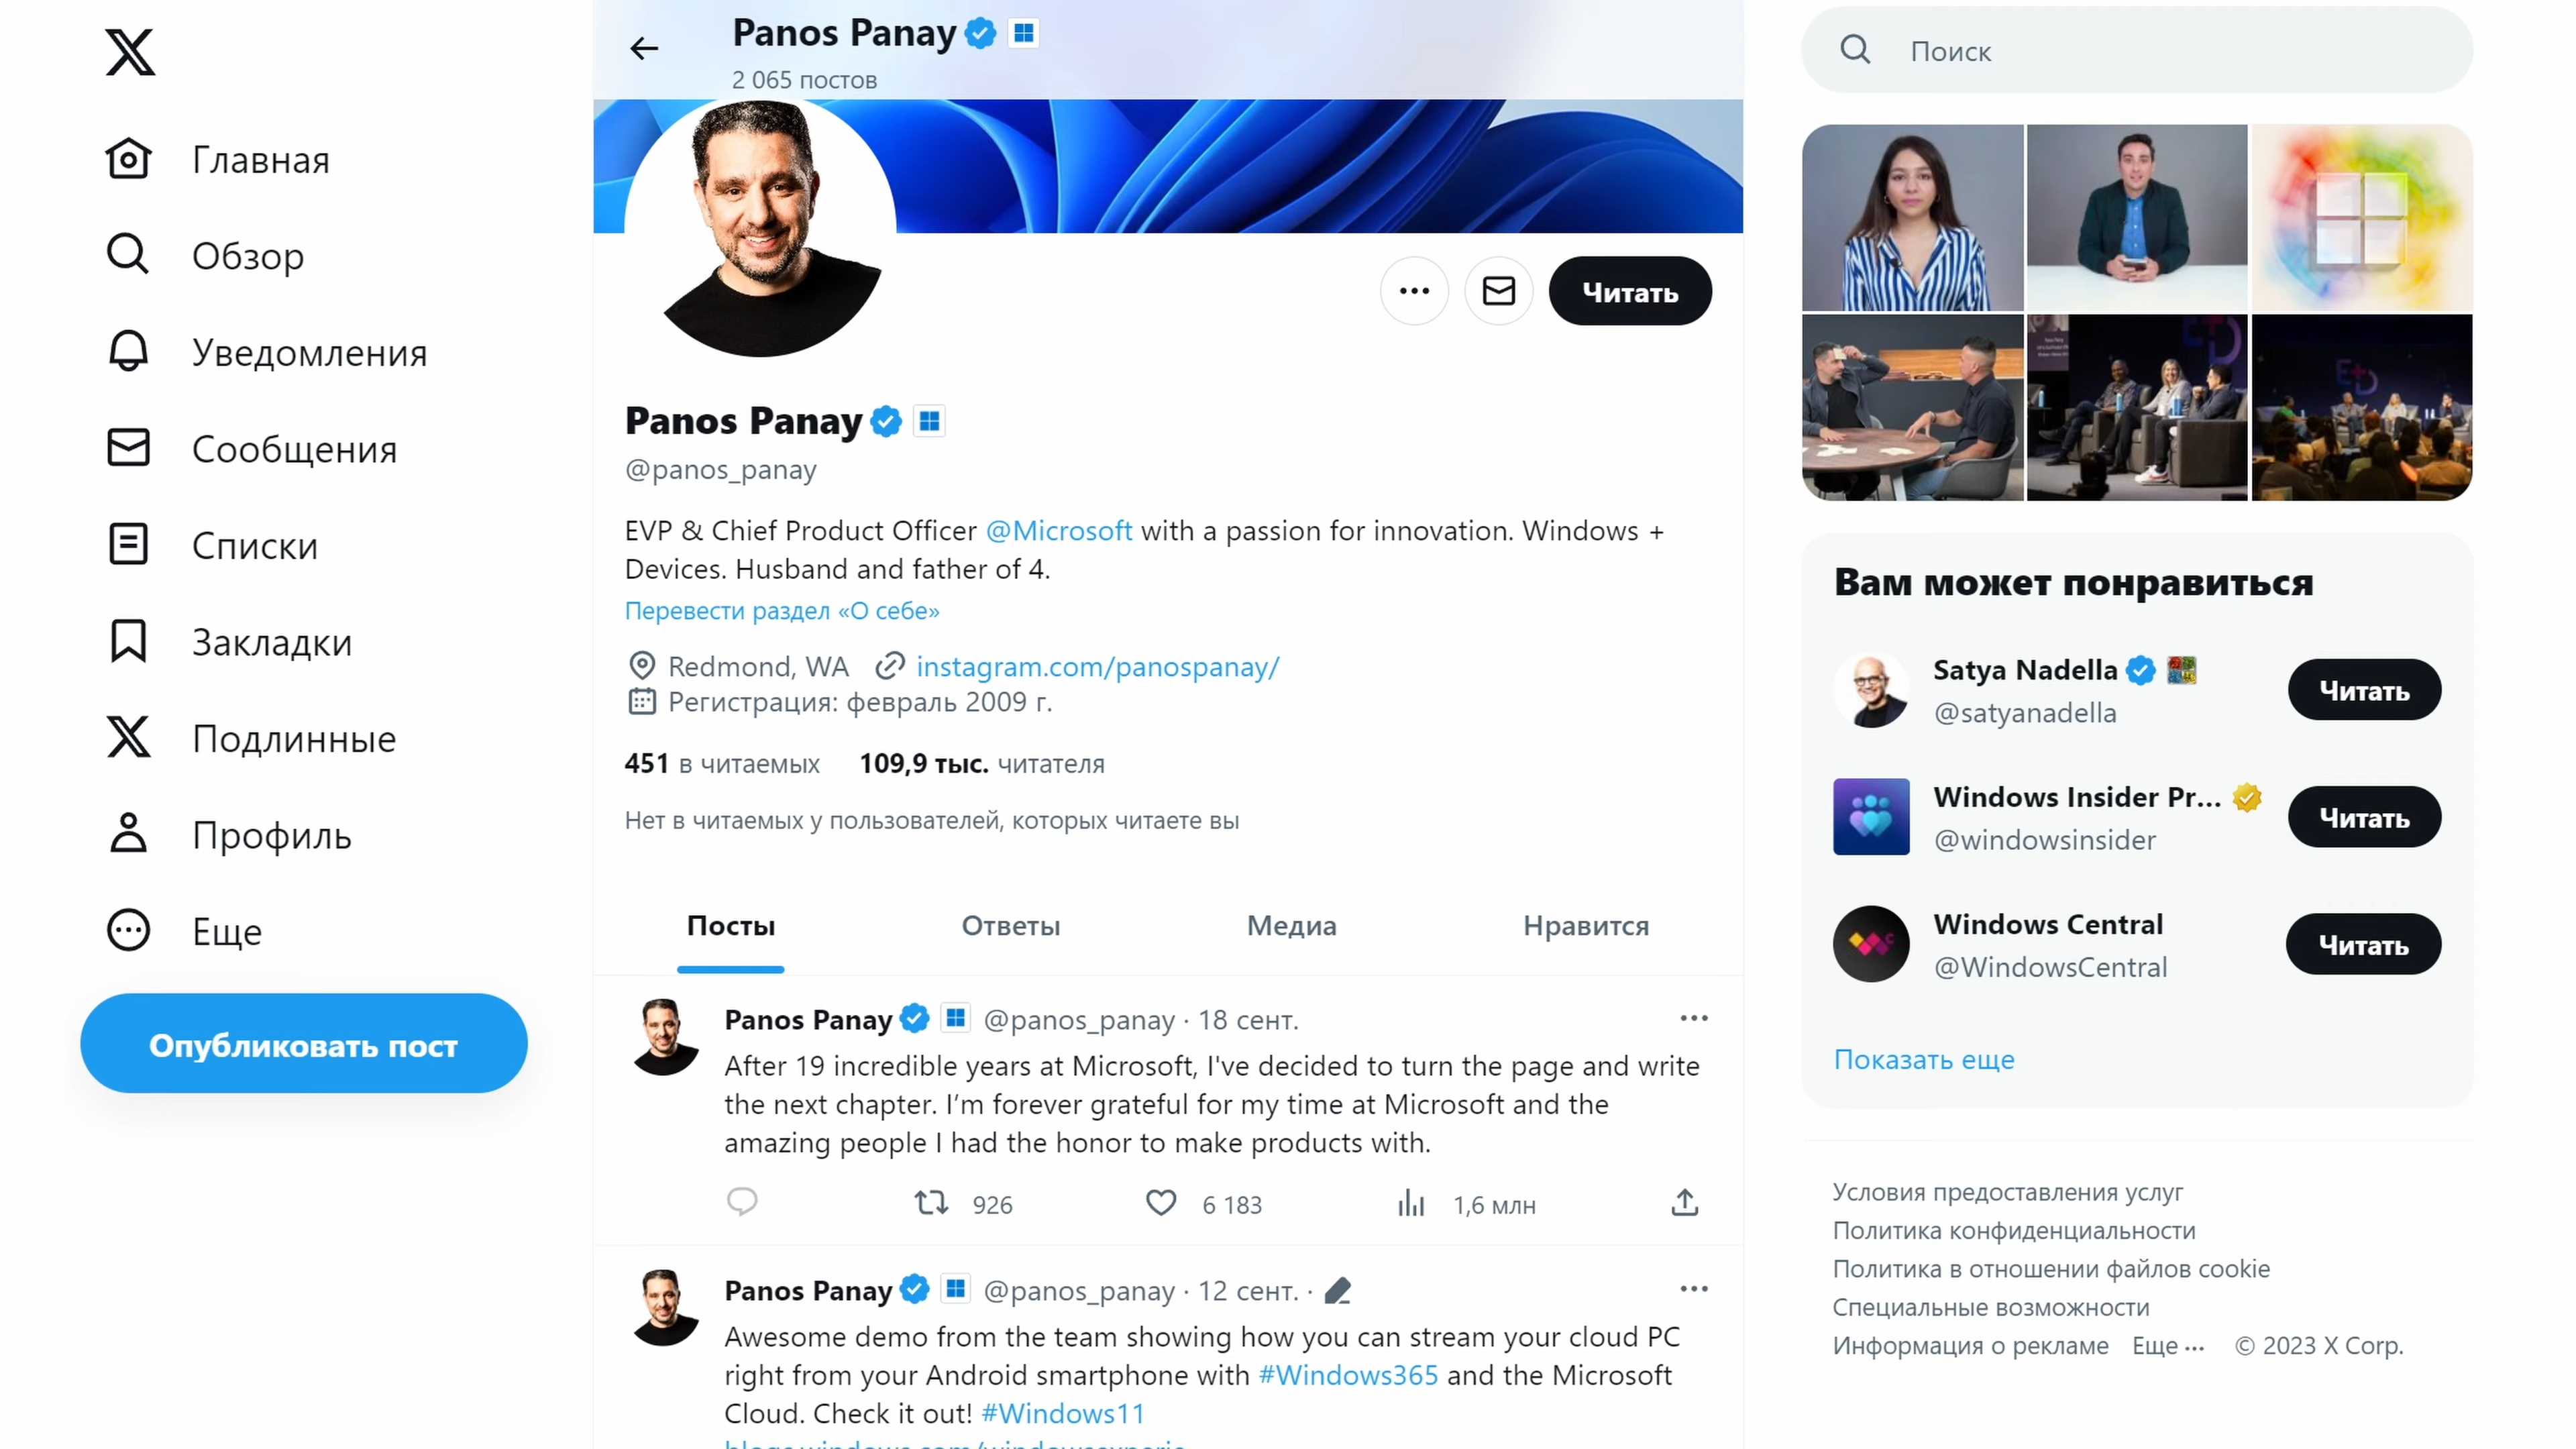 Главная
Обзор
Уведомления
Сообщения
Списки
Закладки
Подлинные
Профиль
Еще
Опубликовать пост
Panos Panay
2 065 постов
Читать
Panos Panay
@panos_panay
EVP & Chief Product Officer @Microsoft with a passion for innovation. Windows +
Devices. Husband and father of 4.
Перевести раздел «О себе»
Redmond, WA instagram.com/panospanay/
Регистрация: февраль 2009 г.
451 в читаемых 109,9 тыс. читателя
Нет в читаемых у пользователей, которых читаете вы
Посты Ответы Медиа Нравится
Panos Panay @panos_panay · 18 сент.
After 19 incredible years at Microsoft, I've decided to turn the page and write
the next chapter. I’m forever grateful for my time at Microsoft and the
amazing people I had the honor to make products with.
926 6 183 1,6 млн
Panos Panay @panos_panay · 12 сент. ·
Awesome demo from the team showing how you can stream your cloud PC
right from your Android smartphone with #Windows365 and the Microsoft
Cloud. Check it out! #Windows11
Поиск
Вам может понравиться
Satya Nadella
@satyanadella
Читать
Windows Insider Pr...
@windowsinsider
Читать
Windows Central
@WindowsCentral
Читать
Показать еще
Условия предоставления услуг
Политика конфиденциальности
Политика в отношении файлов cookie
Специальные возможности
Информация о рекламе Еще ··· © 2023 X Corp.